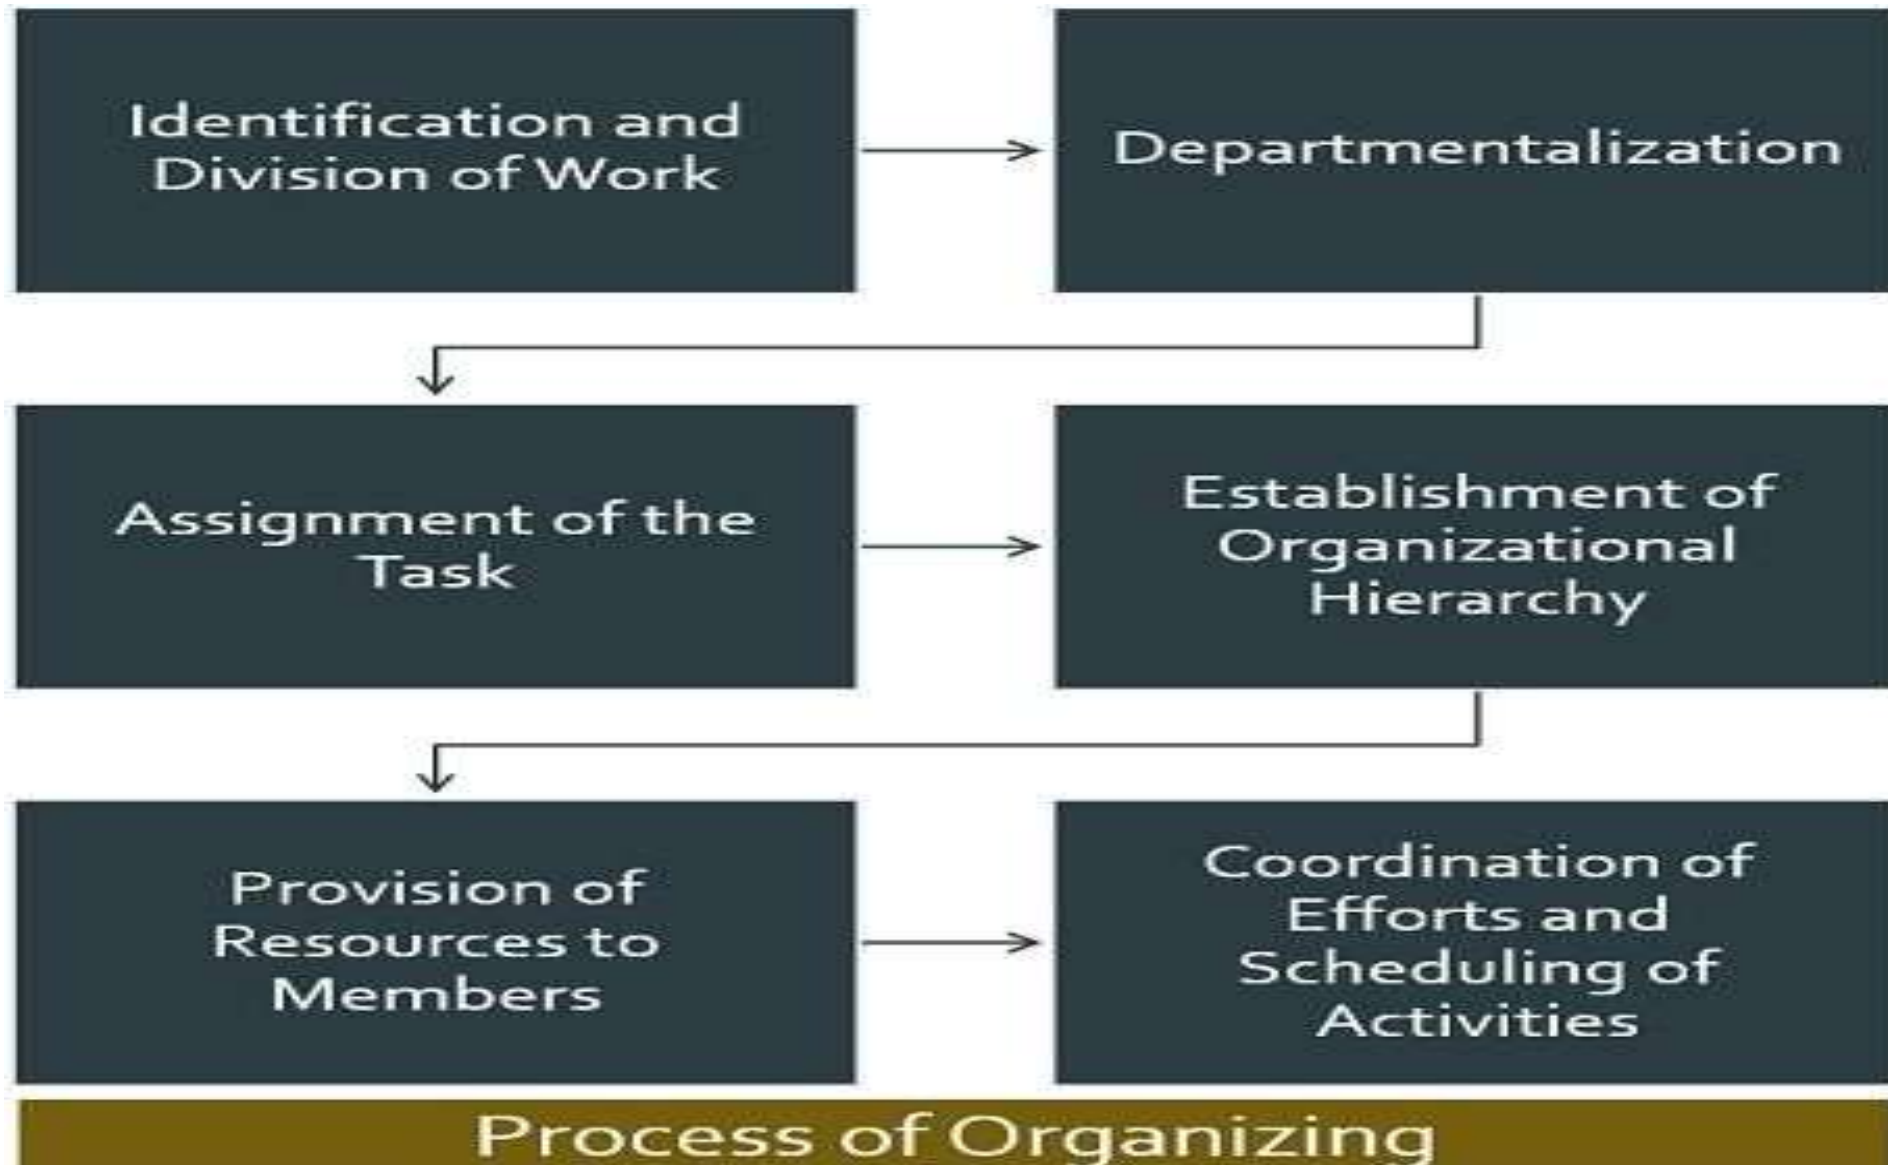 Identification and
Division of Work
Departmentalization
Assignment of the
Task
Establishment of
Organizational
Hierarchy
Provision of
Resources to
Members
Coordination of
Efforts and
Scheduling of
Activities
Process of Organizing